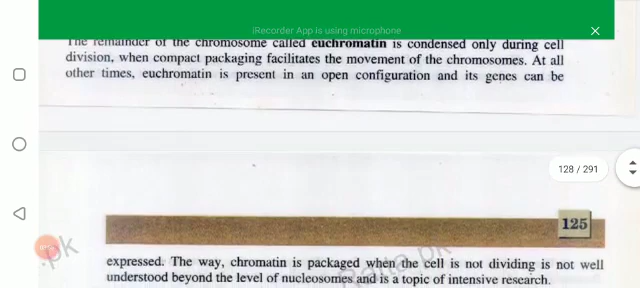 iRecorder App is using microphone
The remainder of the chromosome called euchromatin is condensed only during cell
division, when compact packaging facilitates the movement of the chromosomes. At all
other times, euchromatin is present in an open configuration and its genes can be
128 / 291
125
expressed. The way, chromatin is packaged when the cell is not dividing is not well
understood beyond the level of nucleosomes and is a topic of intensive research.
.pk
Ratta.pk